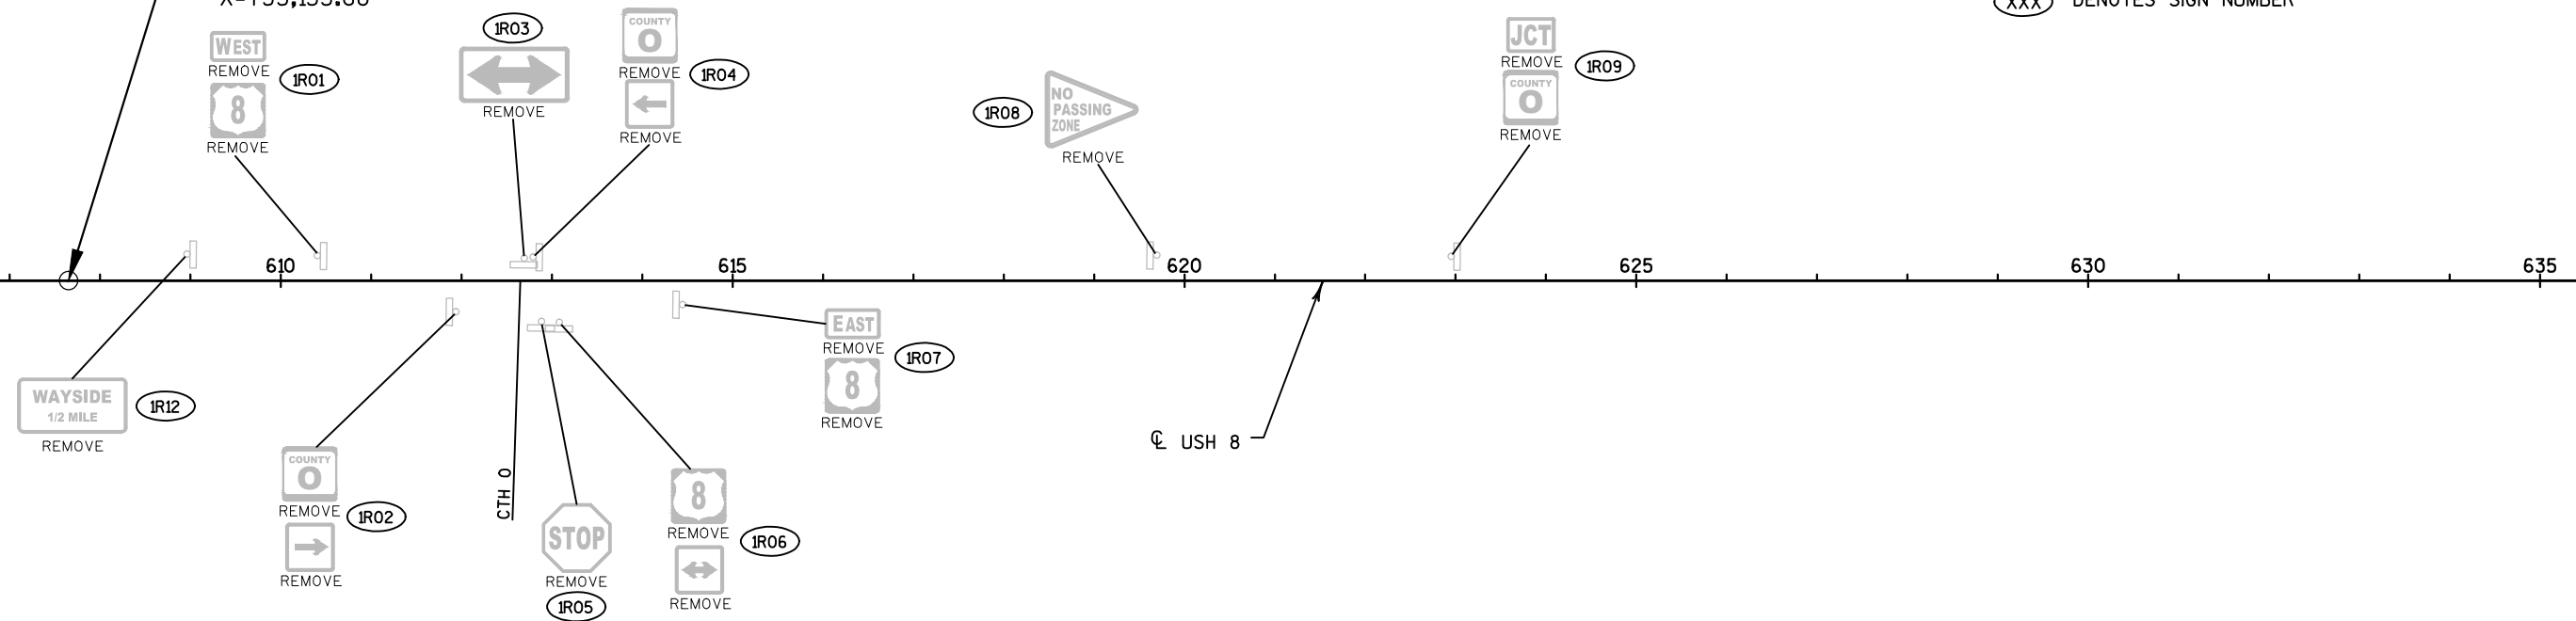 XXX DENOTES SIGN NUMBER
WEST
REMOVE
8
REMOVE
1R01
1R03
REMOVE
COUNTY
O
REMOVE
REMOVE
1R04
1R08
NO
PASSING
ZONE
REMOVE
JCT
REMOVE
COUNTY
O
REMOVE
1R09
610
615
620
625
630
635
WAYSIDE
1/2 MILE
REMOVE
1R12
COUNTY
O
REMOVE
REMOVE
1R02
CTH O
STOP
REMOVE
1R05
8
REMOVE
REMOVE
1R06
EAST
REMOVE
8
REMOVE
1R07
℄ USH 8